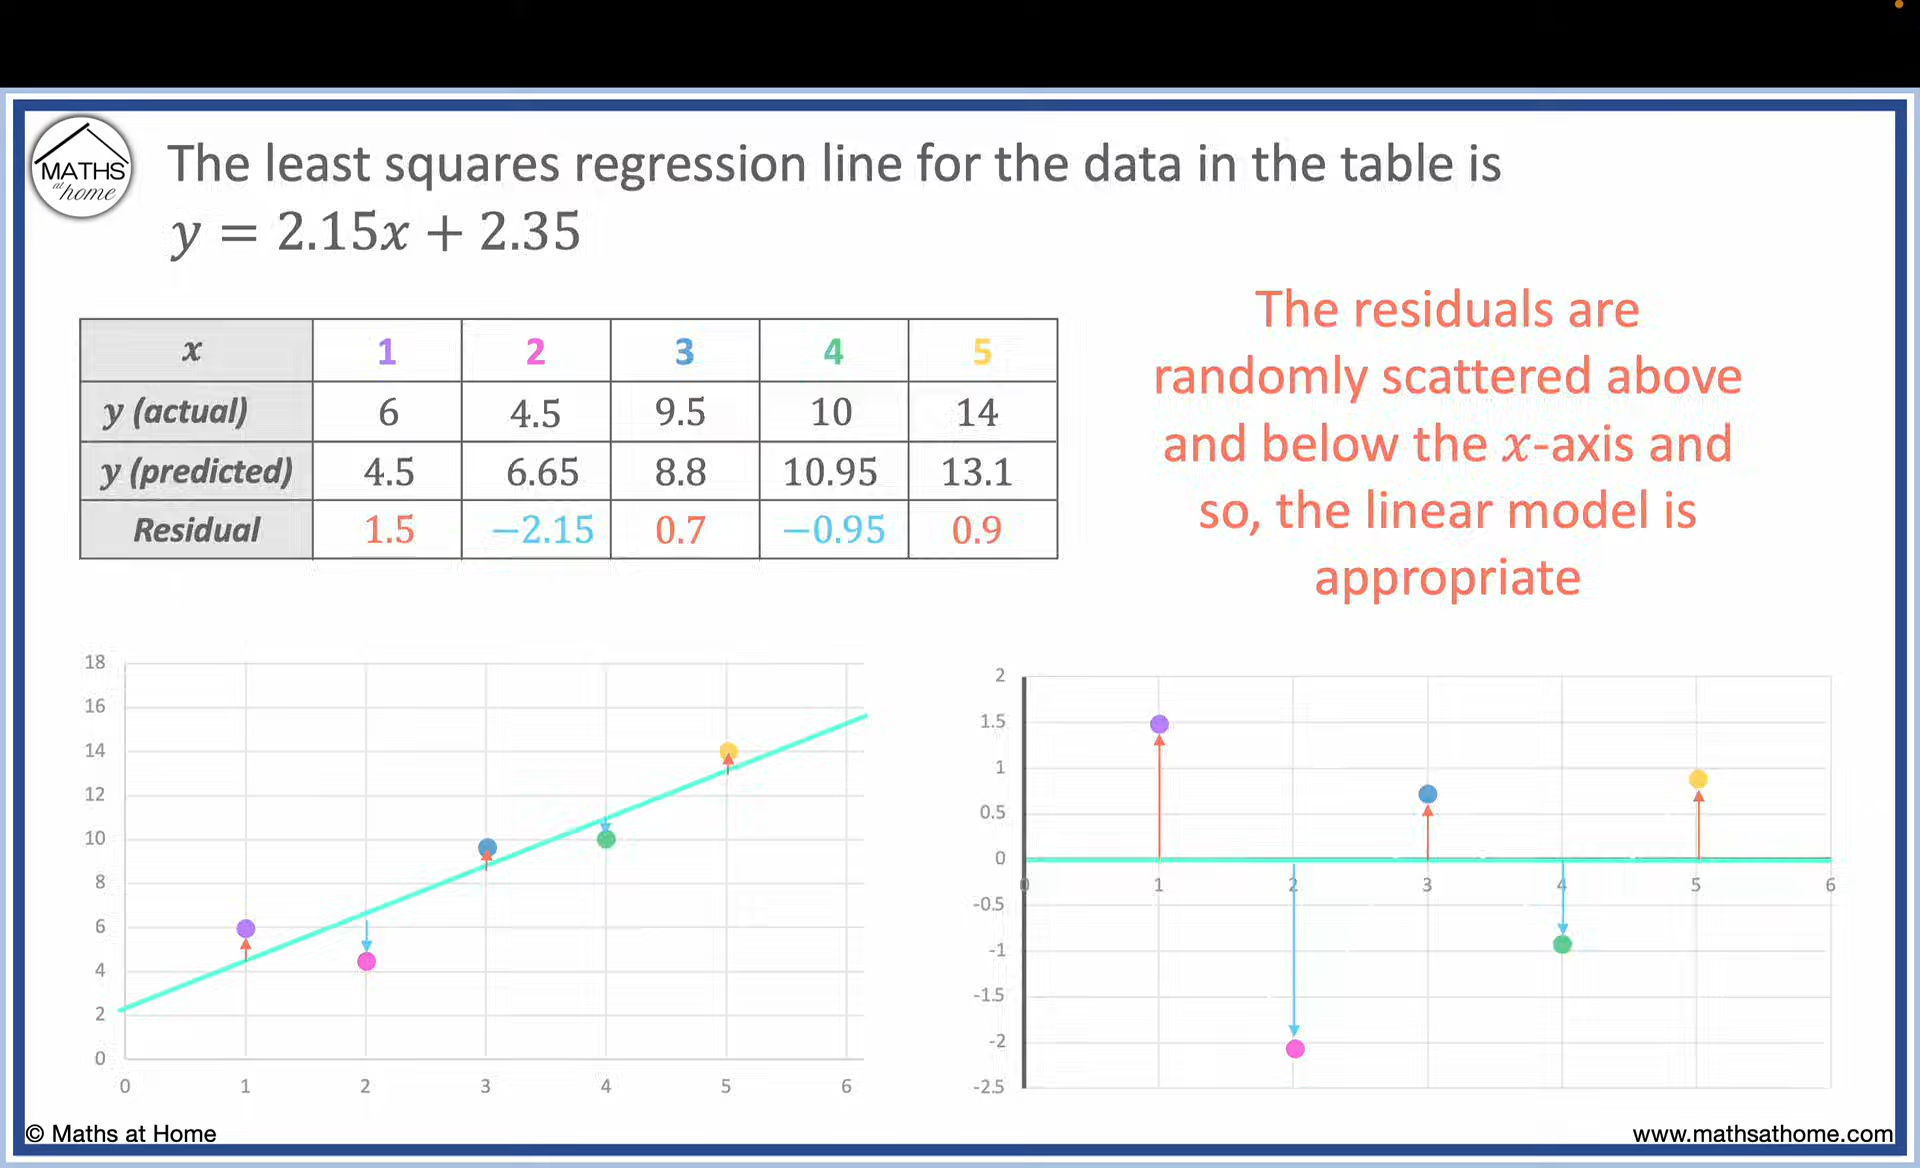 MATHS
at
home
The least squares regression line for the data in the table is
y = 2.15x + 2.35
x 1 2 3 4 5
y (actual) 6 4.5 9.5 10 14
y (predicted) 4.5 6.65 8.8 10.95 13.1
Residual 1.5 −2.15 0.7 −0.95 0.9
The residuals are
randomly scattered above
and below the x-axis and
so, the linear model is
appropriate
18
16
14
12
10
8
6
4
2
0
0 1 2 3 4 5 6
2
1.5
1
0.5
0
0 1 2 3 4 5 6
-0.5
-1
-1.5
-2
-2.5
© Maths at Home
www.mathsathome.com